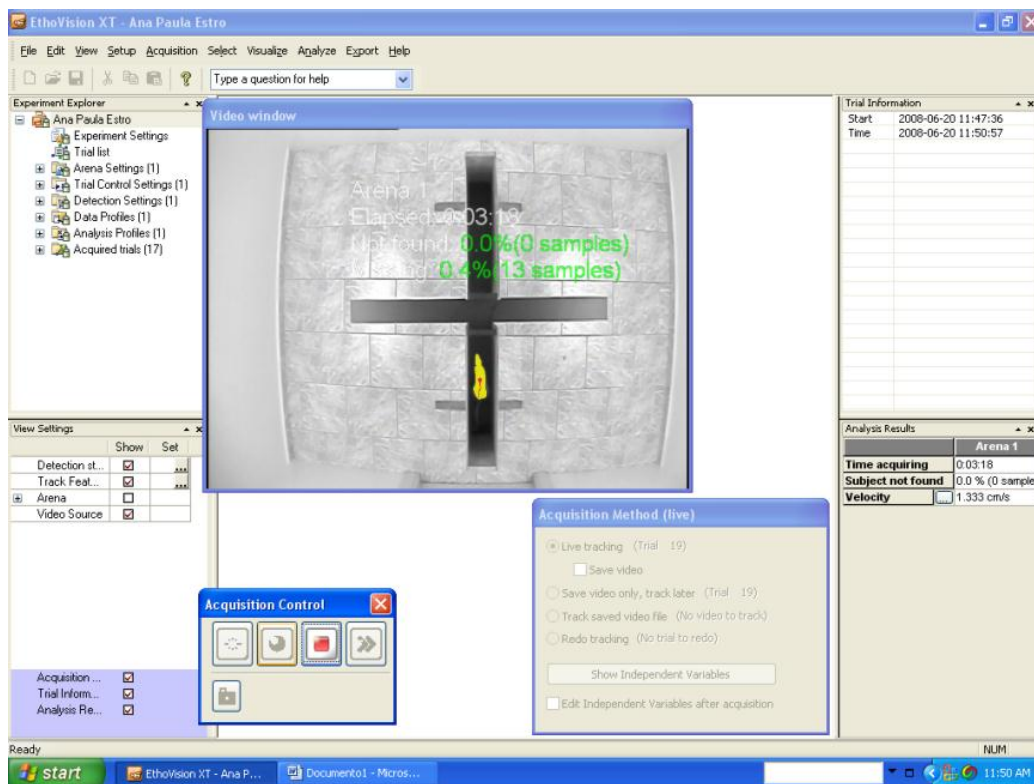 EthoVision XT - Ana Paula Estro
File Edit View Setup Acquisition Select Visualize Analyze Export Help
Type a question for help
Experiment Explorer
Ana Paula Estro
Experiment Settings
Trial list
Arena Settings (1)
Trial Control Settings (1)
Detection Settings (1)
Data Profiles (1)
Analysis Profiles (1)
Acquired trials (17)
Video window
Arena 1
Elapsed: 0:03:18
Not found: 0.0%(0 samples)
0.4%(13 samples)
Trial Information
Start 2008-06-20 11:47:36
Time 2008-06-20 11:50:57
View Settings
Show Set
Detection st... ...
Track Feat... ...
Arena
Video Source
Acquisition ...
Trial Inform...
Analysis Re...
Acquisition Control
Acquisition Method (live)
Live tracking (Trial 19)
Save video
Save video only, track later (Trial 19)
Track saved video file (No video to track)
Redo tracking (No trial to redo)
Show Independent Variables
Edit Independent Variables after acquisition
Analysis Results
Arena 1
Time acquiring 0:03:18
Subject not found 0.0 % (0 sample
Velocity ... 1.333 cm/s
Ready
NUM
start
EthoVision XT - Ana P...
Documento1 - Micros...
11:50 AM